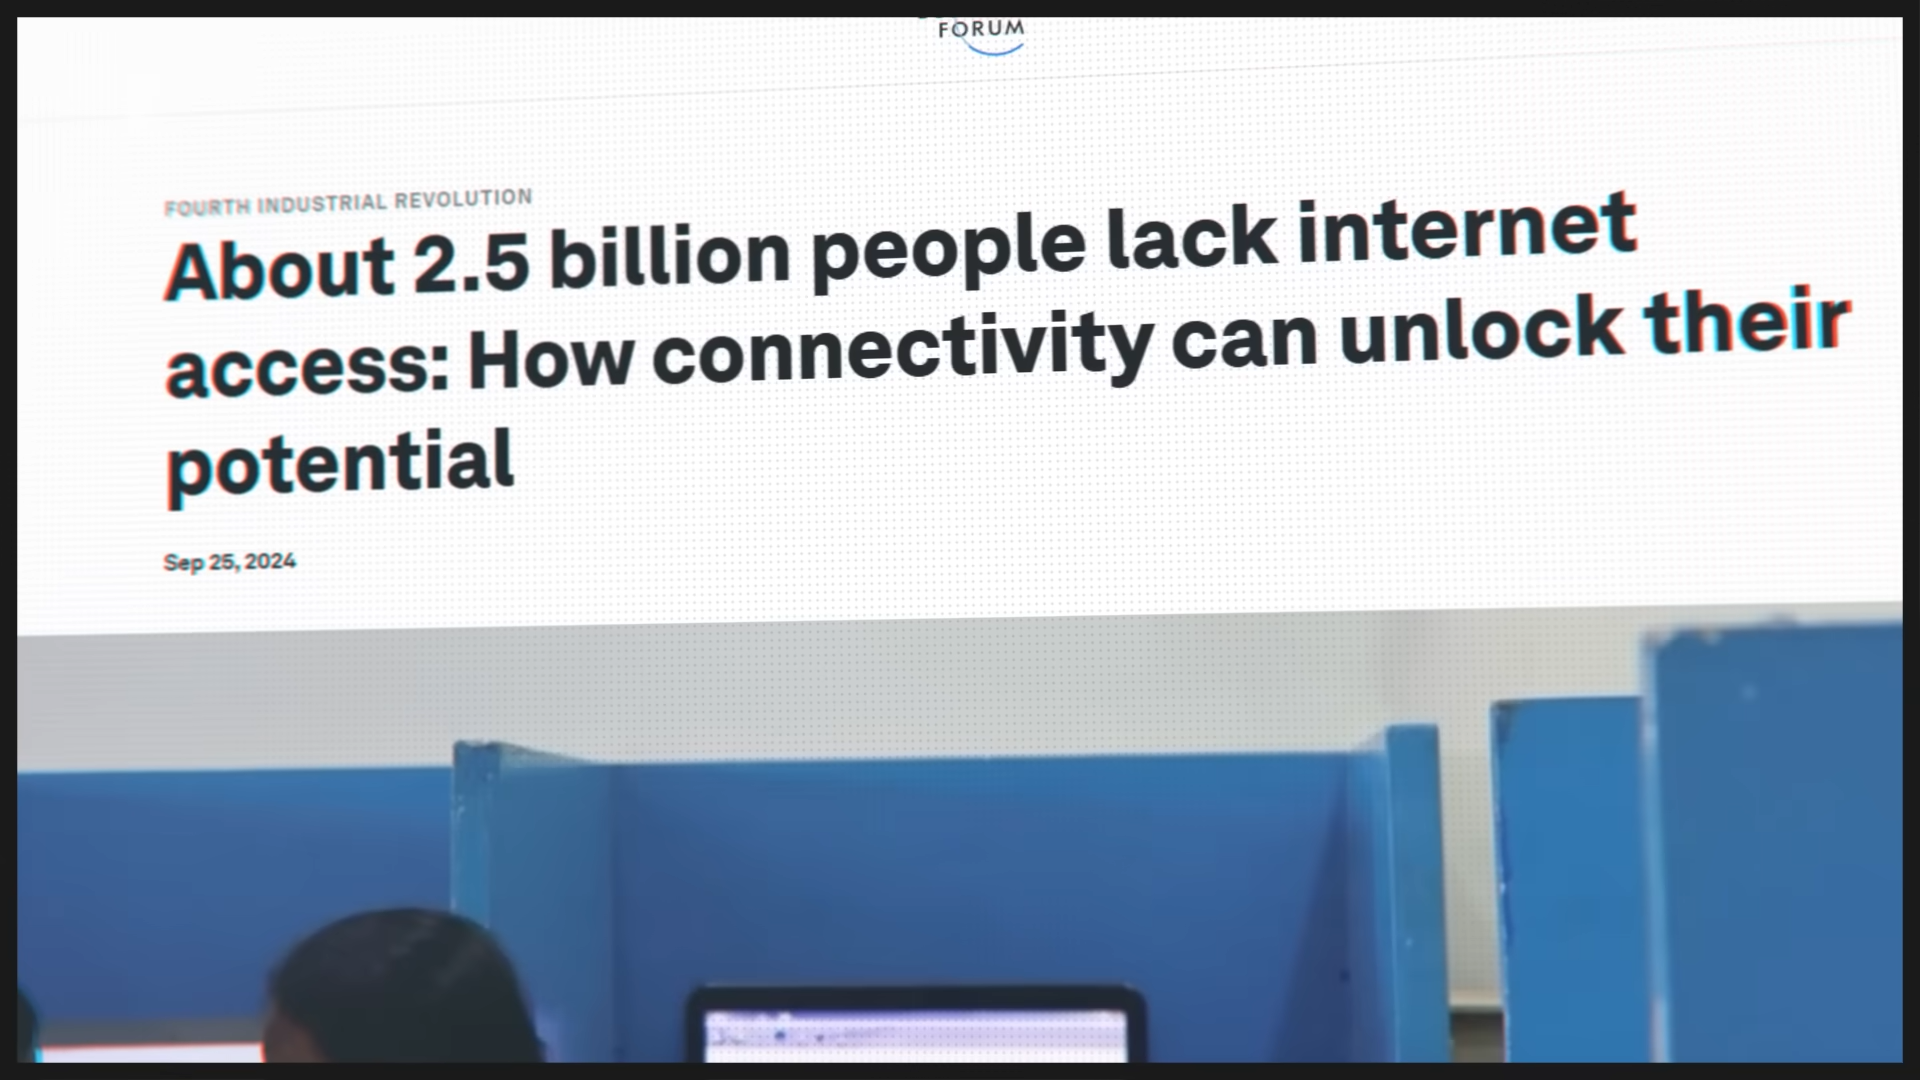 FORUM
FOURTH INDUSTRIAL REVOLUTION
About 2.5 billion people lack internet
access: How connectivity can unlock their
potential
Sep 25, 2024